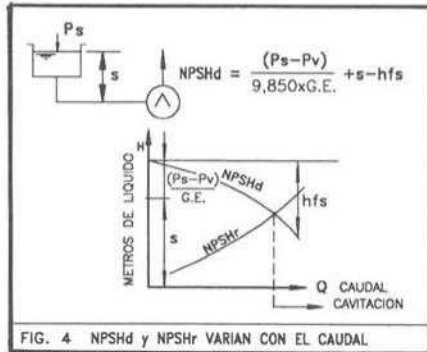 Ps
s
NPSHd = (Ps-Pv) / 9,850xG.E. +s-hfs
H
METROS DE LIQUIDO
(Ps-Pv)
G.E.
NPSHd
hfs
s
NPSHr
Q CAUDAL
CAVITACION
FIG. 4 NPSHd y NPSHr VARIAN CON EL CAUDAL